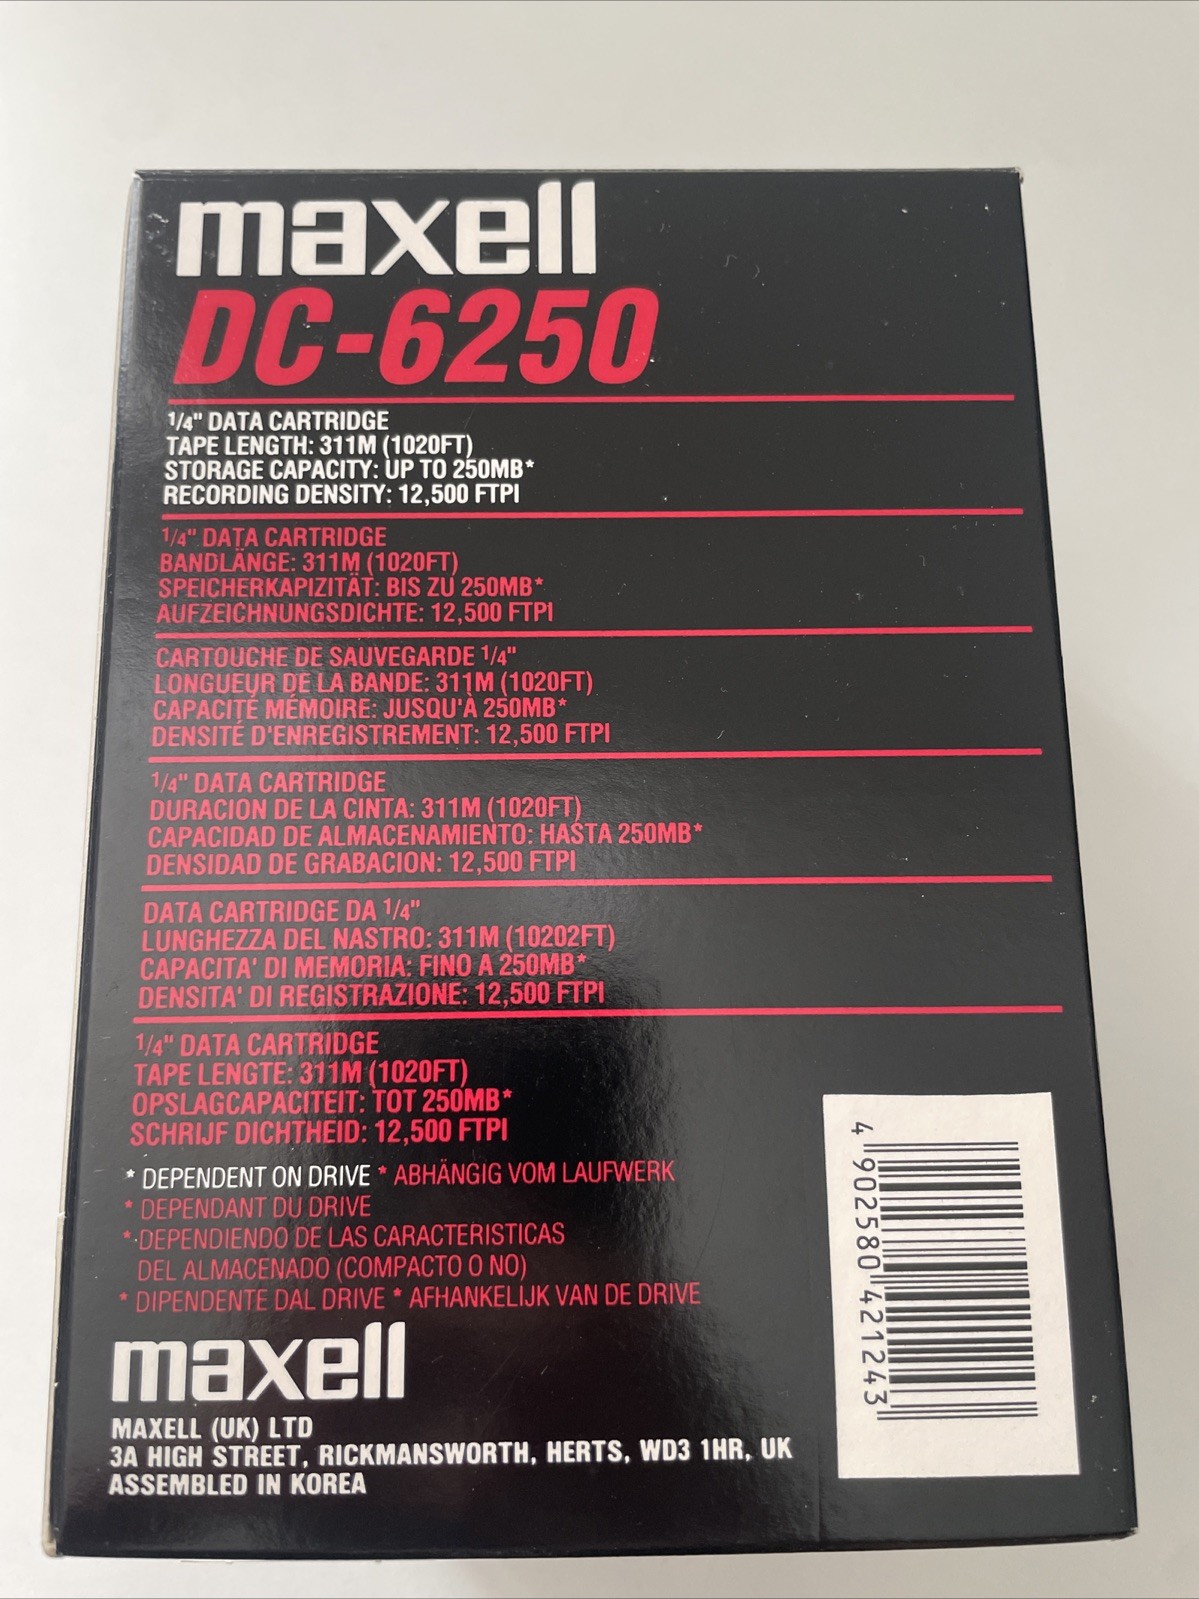 maxell
DC-6250
1/4" DATA CARTRIDGE
TAPE LENGTH: 311M (1020FT)
STORAGE CAPACITY: UP TO 250MB*
RECORDING DENSITY: 12,500 FTPI
1/4" DATA CARTRIDGE
BANDLÄNGE: 311M (1020FT)
SPEICHERKAPIZITÄT: BIS ZU 250MB*
AUFZEICHNUNGSDICHTE: 12,500 FTPI
CARTOUCHE DE SAUVEGARDE 1/4"
LONGUEUR DE LA BANDE: 311M (1020FT)
CAPACITÉ MÉMOIRE: JUSQU'À 250MB*
DENSITÉ D'ENREGISTREMENT: 12,500 FTPI
1/4" DATA CARTRIDGE
DURACION DE LA CINTA: 311M (1020FT)
CAPACIDAD DE ALMACENAMIENTO: HASTA 250MB*
DENSIDAD DE GRABACION: 12,500 FTPI
DATA CARTRIDGE DA 1/4"
LUNGHEZZA DEL NASTRO: 311M (10202FT)
CAPACITA' DI MEMORIA: FINO A 250MB*
DENSITA' DI REGISTRAZIONE: 12,500 FTPI
1/4" DATA CARTRIDGE
TAPE LENGTE: 311M (1020FT)
OPSLAGCAPACITEIT: TOT 250MB*
SCHRIJF DICHTHEID: 12,500 FTPI
* DEPENDENT ON DRIVE * ABHÄNGIG VOM LAUFWERK
* DEPENDANT DU DRIVE
* DEPENDIENDO DE LAS CARACTERISTICAS
DEL ALMACENADO (COMPACTO O NO)
* DIPENDENTE DAL DRIVE * AFHANKELIJK VAN DE DRIVE
maxell
MAXELL (UK) LTD
3A HIGH STREET, RICKMANSWORTH, HERTS, WD3 1HR, UK
ASSEMBLED IN KOREA
4 902580 421243